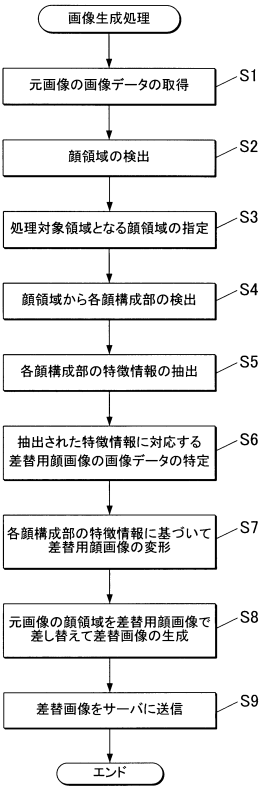 画像生成処理
元画像の画像データの取得
S1
顔領域の検出
S2
処理対象領域となる顔領域の指定
S3
顔領域から各顔構成部の検出
S4
各顔構成部の特徴情報の抽出
S5
抽出された特徴情報に対応する
差替用顔画像の画像データの特定
S6
各顔構成部の特徴情報に基づいて
差替用顔画像の変形
S7
元画像の顔領域を差替用顔画像で
差し替えて差替画像の生成
S8
差替画像をサーバに送信
S9
エンド